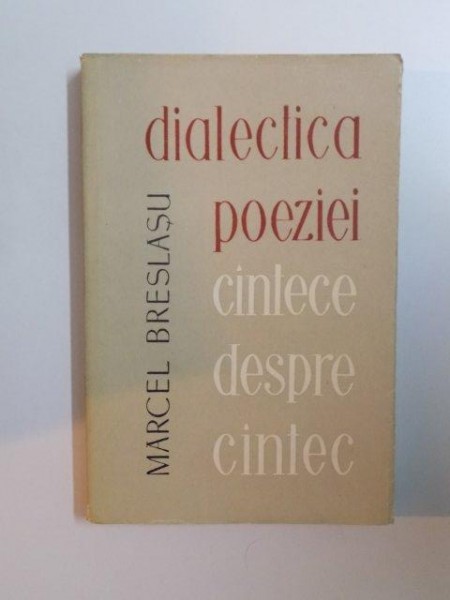 dialectica
poeziei
cintece
despre
cintec
MARCEL BRESLAȘU